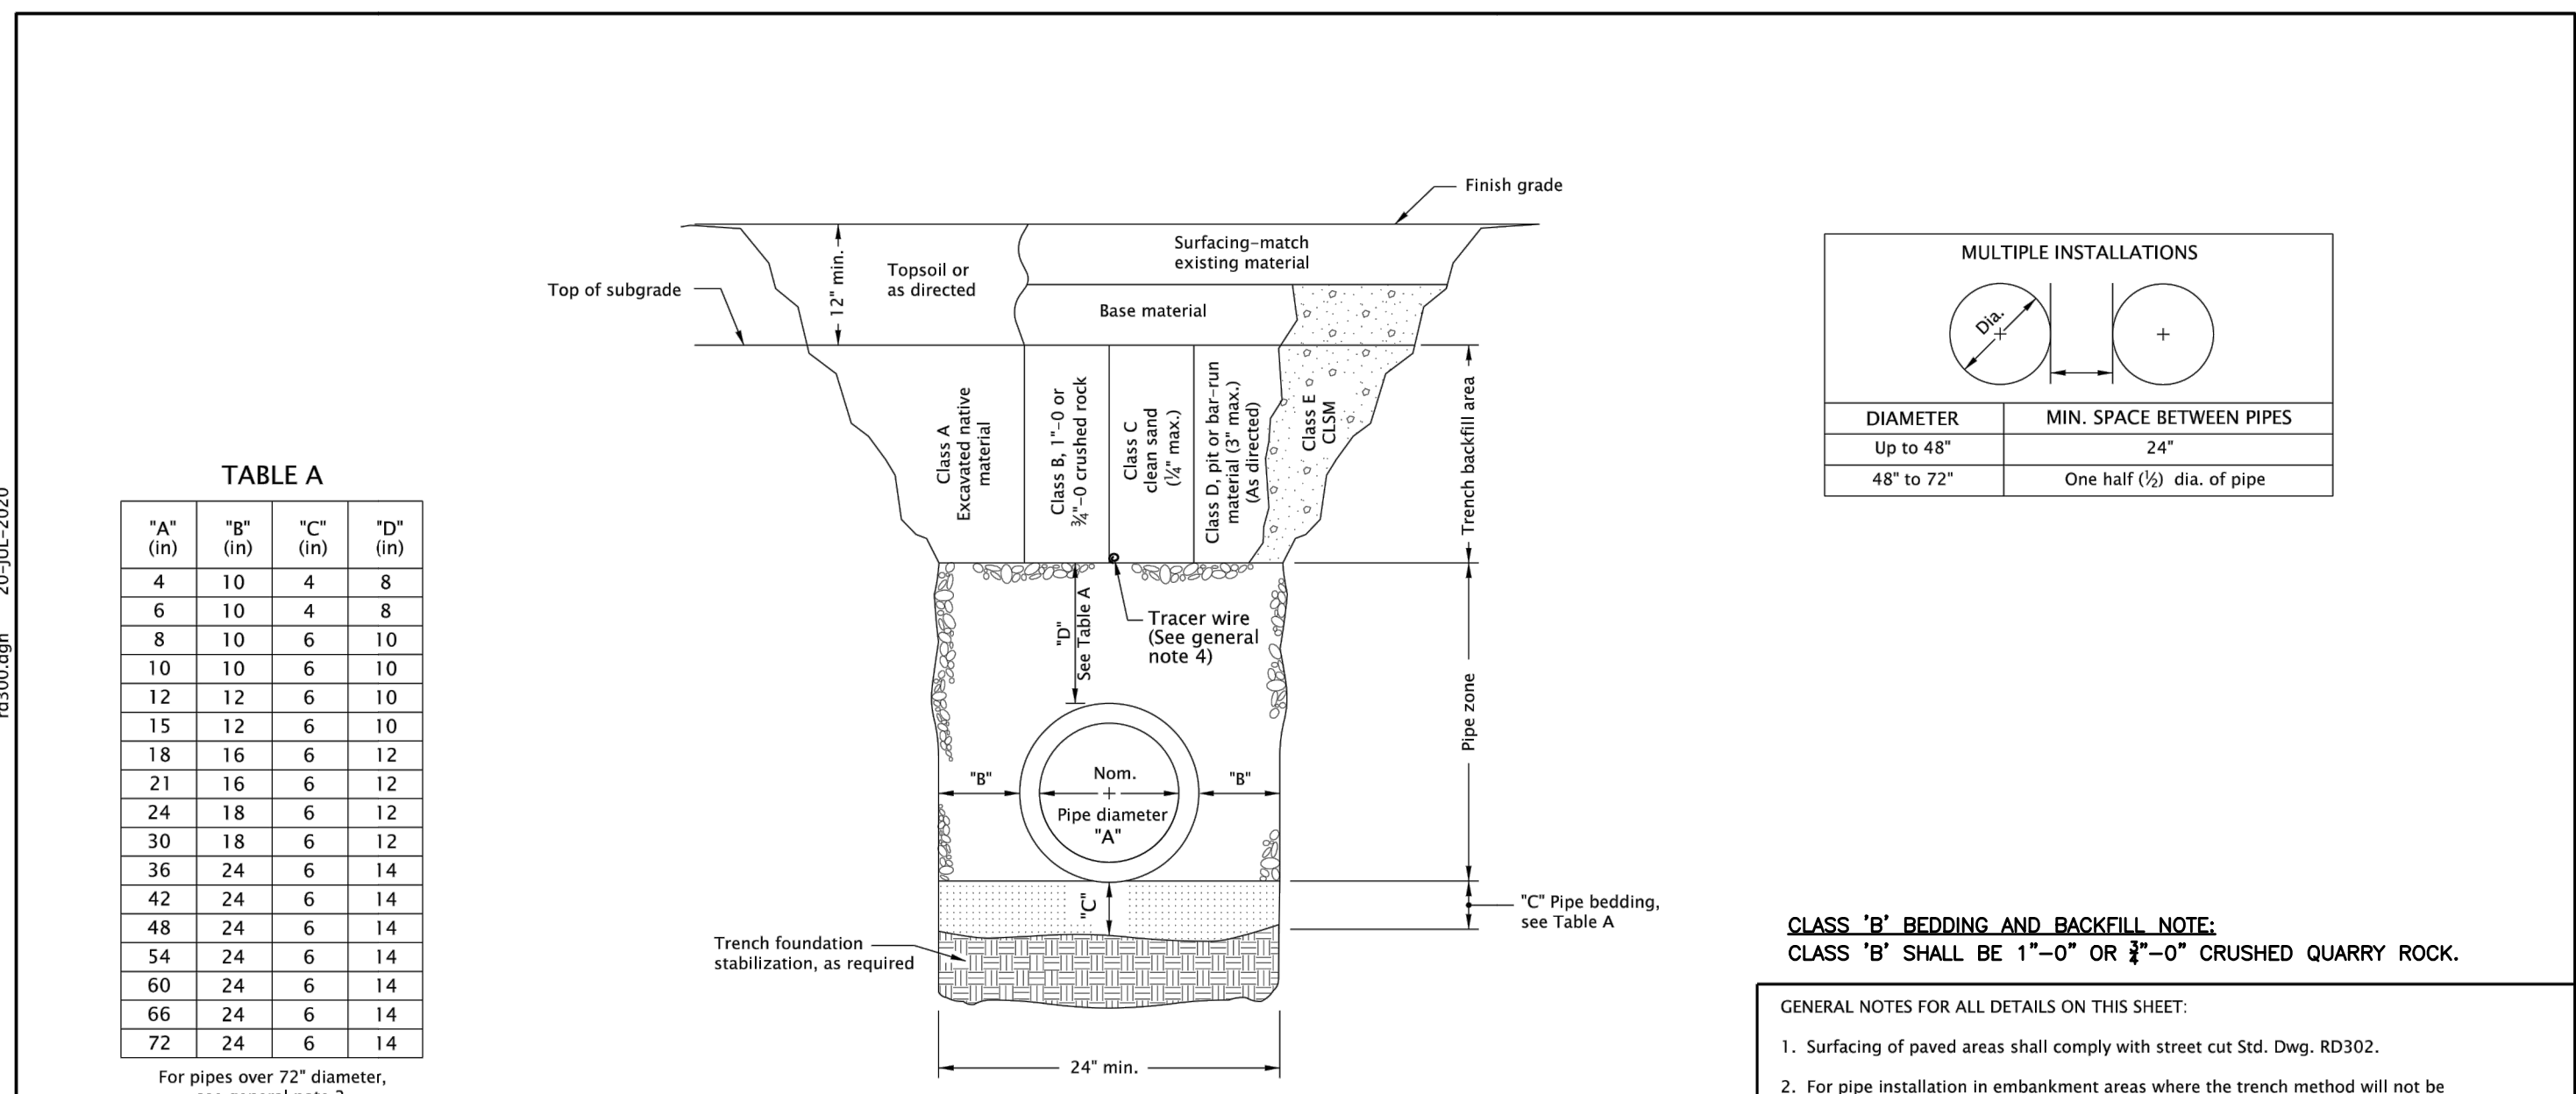 Finish grade
Surfacing-match
existing material
Topsoil or
as directed
12" min.
Top of subgrade
Base material
Class A
Excavated native
material
Class B, 1"-0 or
¾"-0 crushed rock
Class C
clean sand
(¼" max.)
Class D, pit or bar-run
material (3" max.)
(As directed)
Class E
CLSM
Trench backfill area
"D"
See Table A
Tracer wire
(See general
note 4)
Pipe zone
"B"
Nom.
Pipe diameter
"A"
"B"
"C"
"C" Pipe bedding,
see Table A
Trench foundation
stabilization, as required
24" min.
TABLE A
"A" "B" "C" "D"
(in) (in) (in) (in)
4 10 4 8
6 10 4 8
8 10 6 10
10 10 6 10
12 12 6 10
15 12 6 10
18 16 6 12
21 16 6 12
24 18 6 12
30 18 6 12
36 24 6 14
42 24 6 14
48 24 6 14
54 24 6 14
60 24 6 14
66 24 6 14
72 24 6 14
For pipes over 72" diameter,
MULTIPLE INSTALLATIONS
Dia.
DIAMETER MIN. SPACE BETWEEN PIPES
Up to 48" 24"
48" to 72" One half (½) dia. of pipe
CLASS 'B' BEDDING AND BACKFILL NOTE:
CLASS 'B' SHALL BE 1"-0" OR ¾"-0" CRUSHED QUARRY ROCK.
GENERAL NOTES FOR ALL DETAILS ON THIS SHEET:
1. Surfacing of paved areas shall comply with street cut Std. Dwg. RD302.
2. For pipe installation in embankment areas where the trench method will not be
rd300.dgn 20-JUL-2020